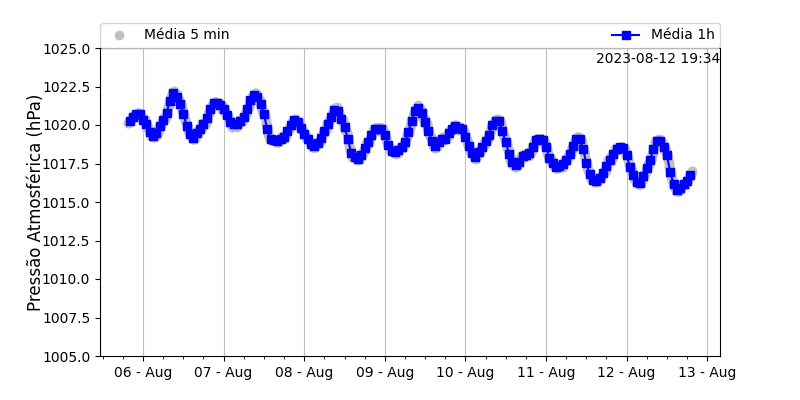 Média 5 min
Média 1h
2023-08-12 19:34
Pressão Atmosférica (hPa)
1025.0
1022.5
1020.0
1017.5
1015.0
1012.5
1010.0
1007.5
1005.0
06 - Aug
07 - Aug
08 - Aug
09 - Aug
10 - Aug
11 - Aug
12 - Aug
13 - Aug